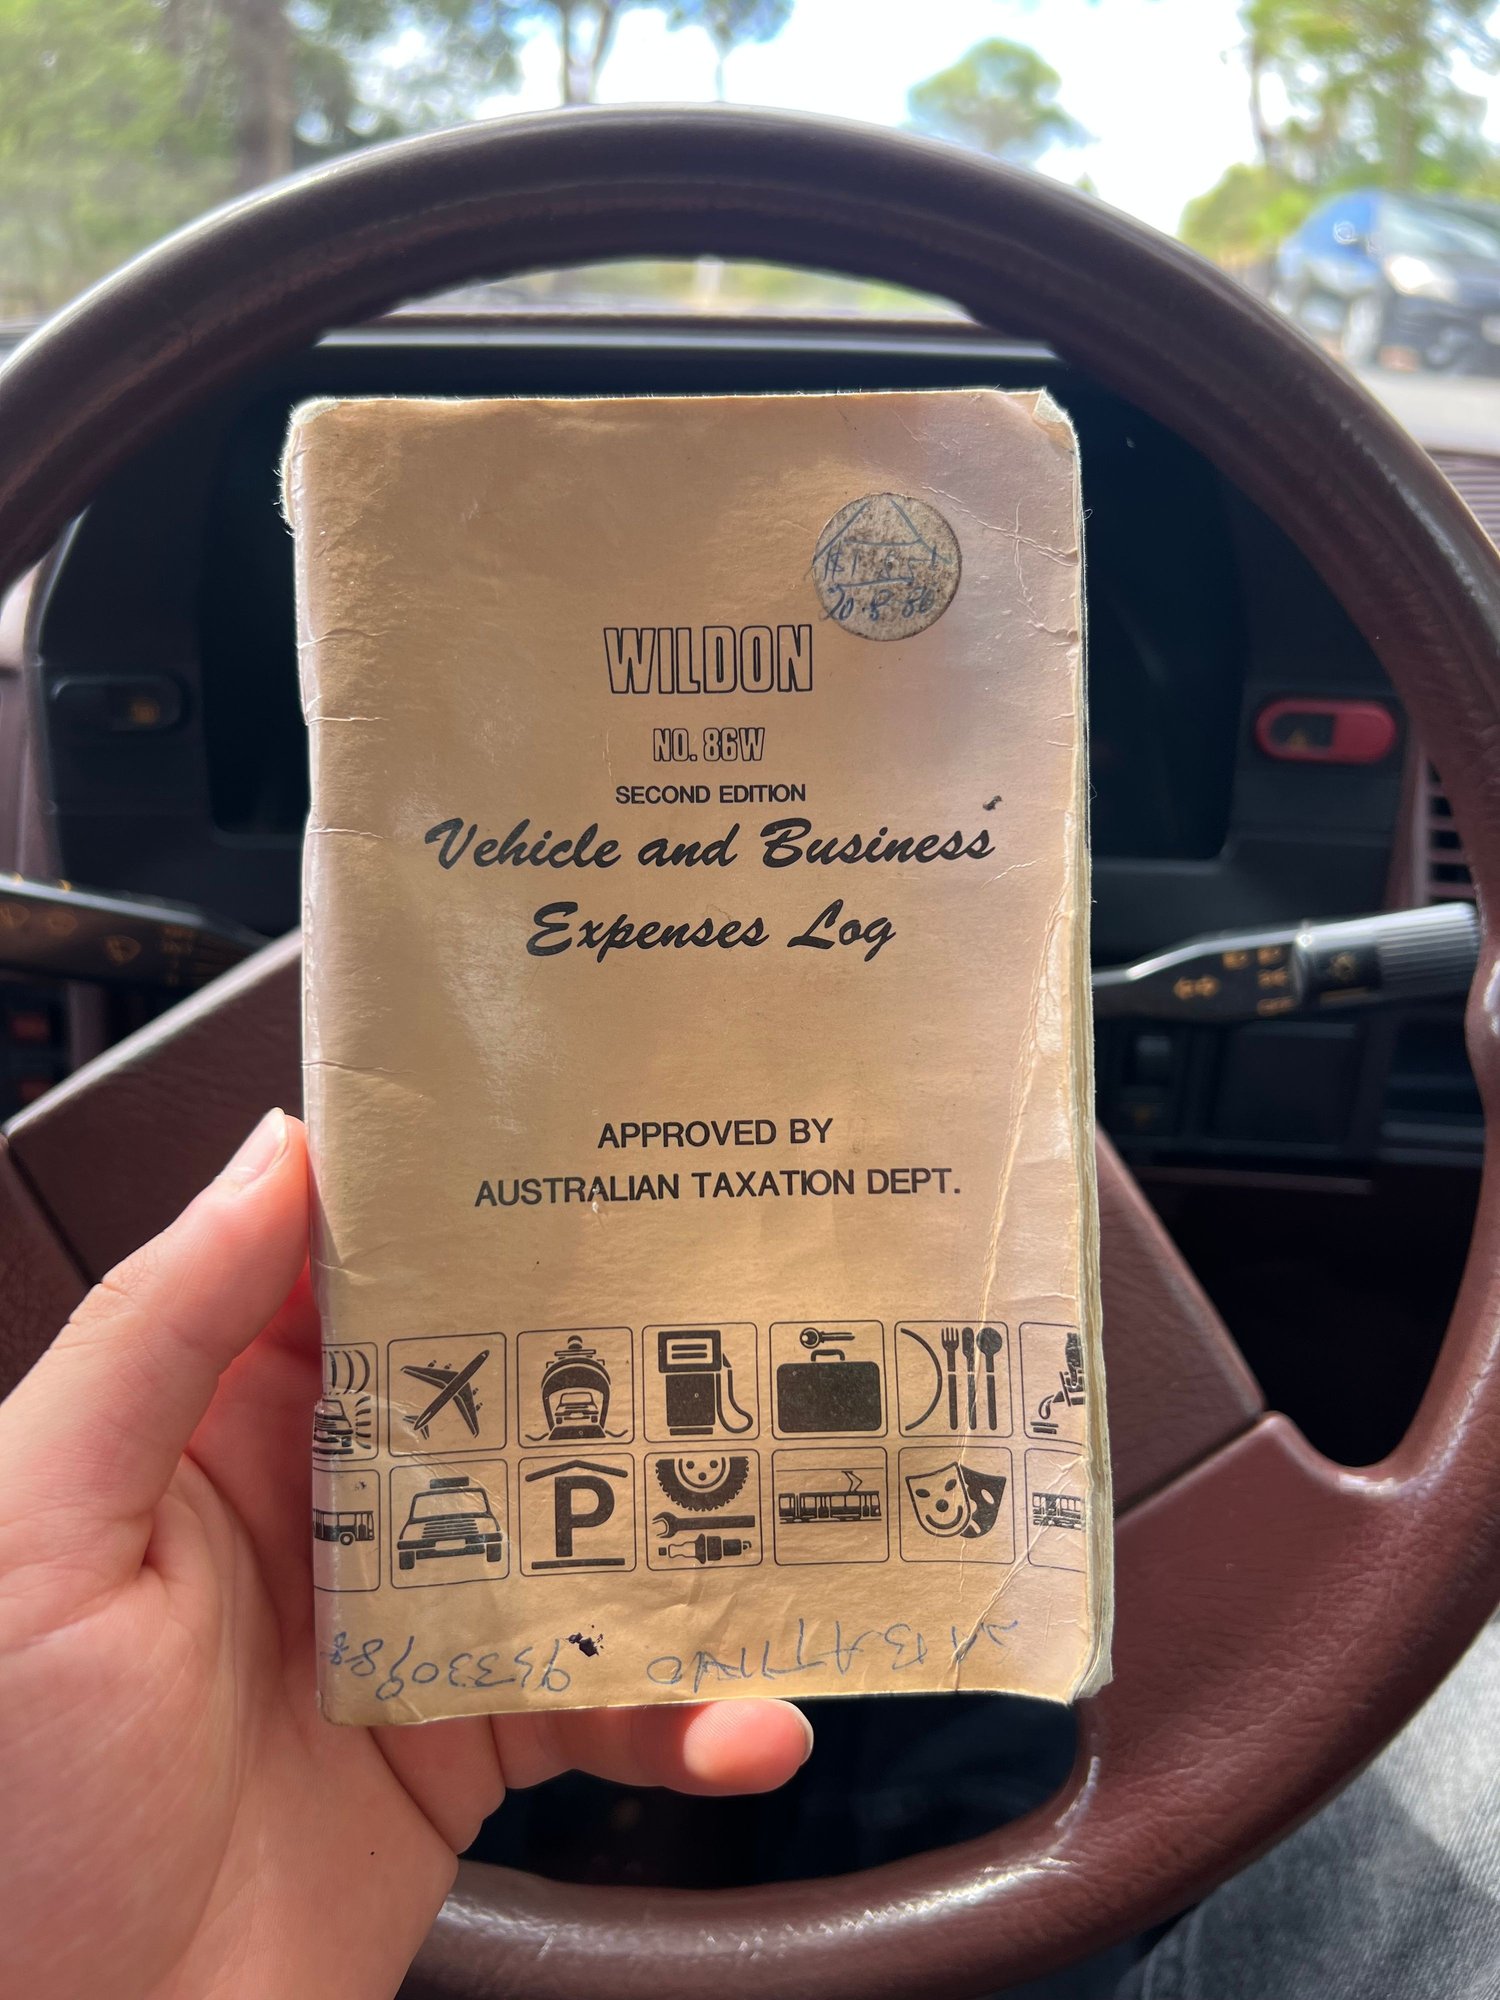 WILDON
NO. 86W
SECOND EDITION
Vehicle and Business
Expenses Log
APPROVED BY
AUSTRALIAN TAXATION DEPT.
P